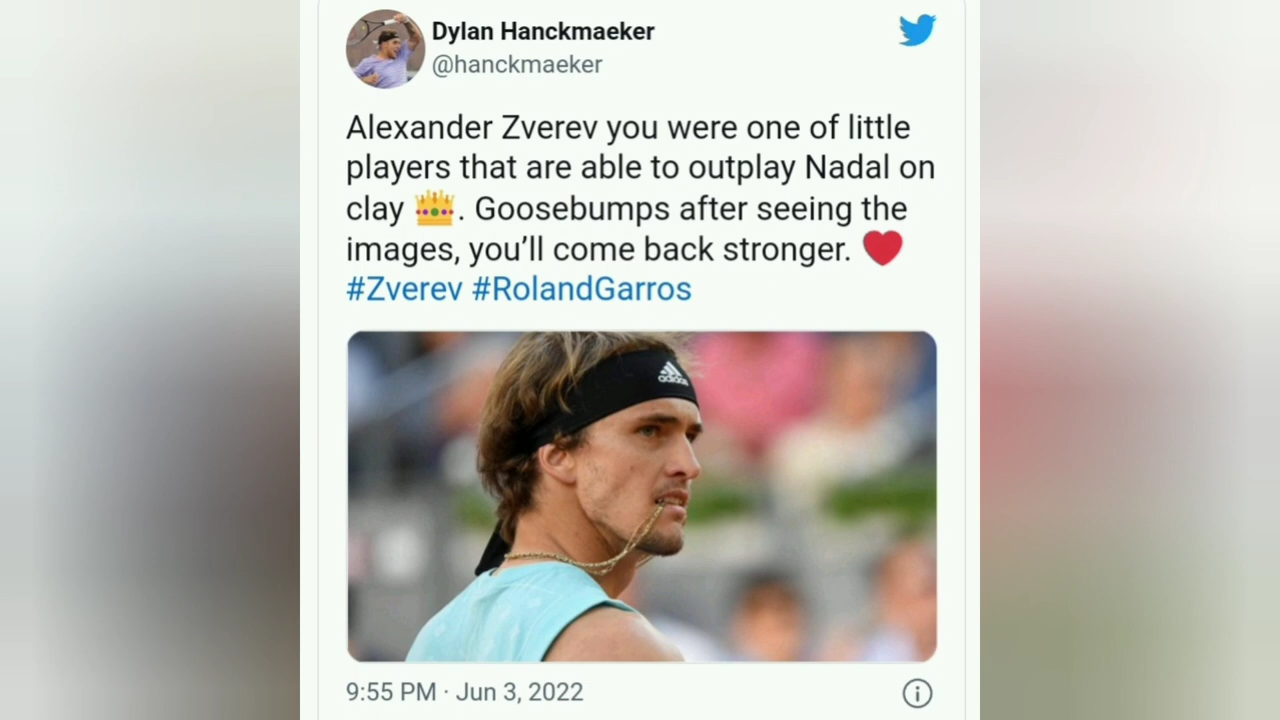 Dylan Hanckmaeker
@hanckmaeker
Alexander Zverev you were one of little
players that are able to outplay Nadal on
clay 👑. Goosebumps after seeing the
images, you’ll come back stronger. ❤️
#Zverev #RolandGarros
adidas
9:55 PM · Jun 3, 2022